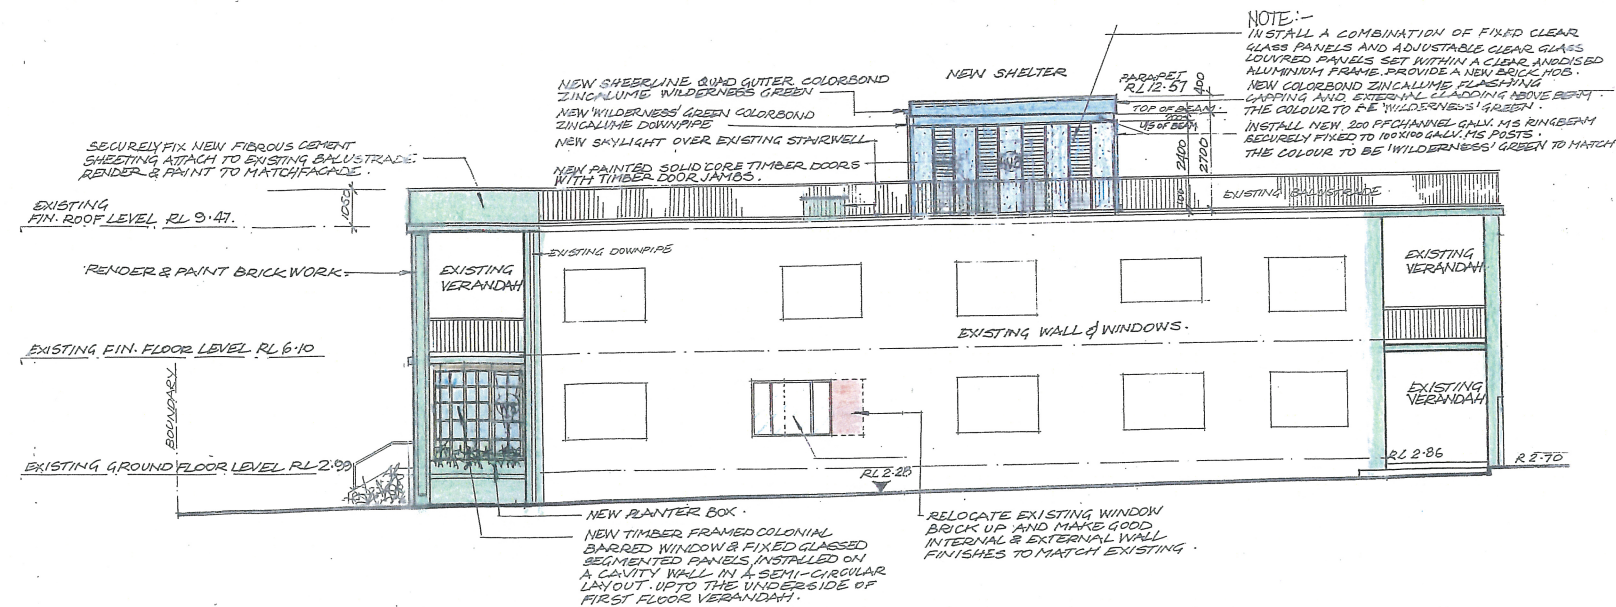 NOTE:-
INSTALL A COMBINATION OF FIXED CLEAR
GLASS PANELS AND ADJUSTABLE CLEAR GLASS
LOUVRED PANELS SET WITHIN A CLEAR ANODISED
ALUMINIUM FRAME. PROVIDE A NEW BRICK HOB.
NEW COLORBOND ZINCALUME FLASHING
CAPPING AND EXTERNAL CLADDING ABOVE BEAM.
THE COLOUR TO BE 'WILDERNESS' GREEN.
INSTALL NEW 200 PFCHANNEL GALV. MS RINGBEAM
SECURELY FIXED TO 100X100 GALV. MS POSTS.
THE COLOUR TO BE 'WILDERNESS' GREEN TO MATCH
NEW SHELTER
PARAPET
RL 12.57
400
TOP OF BEAM.
200
U/S OF BEAM
2400
2700
100
NEW SHEERLINE QUAD GUTTER COLORBOND
ZINCALUME WILDERNESS GREEN
NEW 'WILDERNESS' GREEN COLORBOND
ZINCALUME DOWNPIPE
NEW SAYLIGHT OVER EXISTING STAIRWELL
NEW PAINTED SOLID CORE TIMBER DOORS
WITH TIMBER DOOR JAMBS.
SECURELY FIX NEW FIBROUS CEMENT
SHEETING ATTACH TO EXISTING BALUSTRADE.
RENDER & PAINT TO MATCH FACADE.
1050
EXISTING
FIN. ROOF LEVEL RL 9.47.
EXISTING BALUSTRADE
EXISTING DOWNPIPE
RENDER & PAINT BRICKWORK
EXISTING
VERANDAH
EXISTING
VERANDAH
EXISTING WALL & WINDOWS.
EXISTING FIN. FLOOR LEVEL RL 6.10
BOUNDARY
EXISTING
VERANDAH
EXISTING GROUND FLOOR LEVEL RL 2.99
RL 2.28
RL 2.86
R 2.70
NEW PLANTER BOX.
NEW TIMBER FRAMED COLONIAL
BARRED WINDOW & FIXED GLASSED
SEGMENTED PANELS INSTALLED ON
A CAVITY WALL IN A SEMI-CIRCULAR
LAYOUT. UPTO THE UNDERSIDE OF
FIRST FLOOR VERANDAH.
RELOCATE EXISTING WINDOW
BRICK UP AND MAKE GOOD
INTERNAL & EXTERNAL WALL
FINISHES TO MATCH EXISTING.